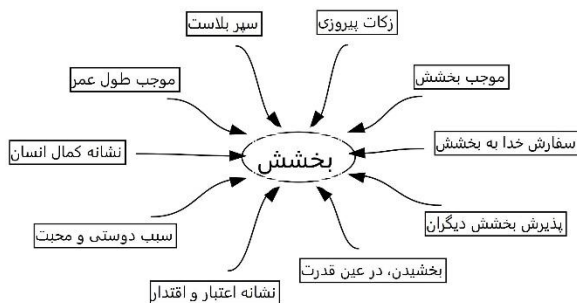 زکات پیروزی
سپر بلاست
موجب بخشش
موجب طول عمر
سفارش خدا به بخشش
نشانه کمال انسان
بخشش
پذیرش بخشش دیگران
سبب دوستی و محبت
بخشیدن، در عین قدرت
نشانه اعتبار و اقتدار